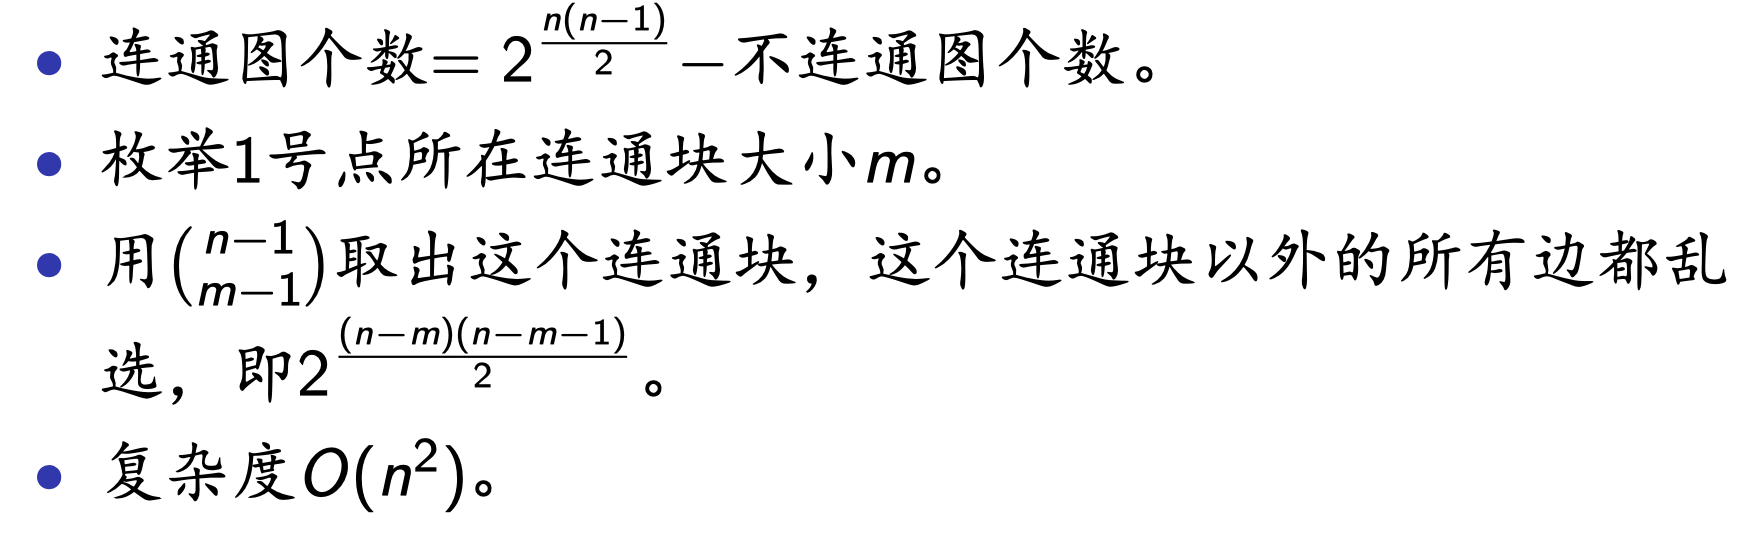 • 连通图个数= 2^{\frac{n(n-1)}{2}} −不连通图个数。
• 枚举1号点所在连通块大小m。
• 用\binom{n-1}{m-1}取出这个连通块，这个连通块以外的所有边都乱
选，即2^{\frac{(n-m)(n-m-1)}{2}}。
• 复杂度O(n^2)。